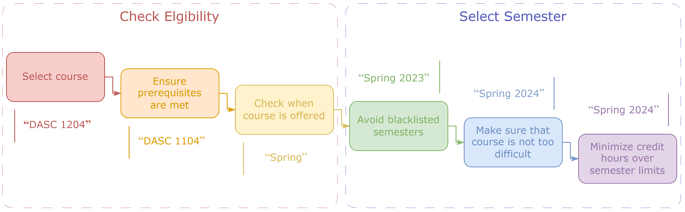 Check Elgibility
Select course
"DASC 1204"
Ensure
prerequisites
are met
"DASC 1104"
Check when
course is offered
"Spring"
Select Semester
"Spring 2023"
Avoid blacklisted
semesters
"Spring 2024"
Make sure that
course is not too
difficult
"Spring 2024"
Minimize credit
hours over
semester limits